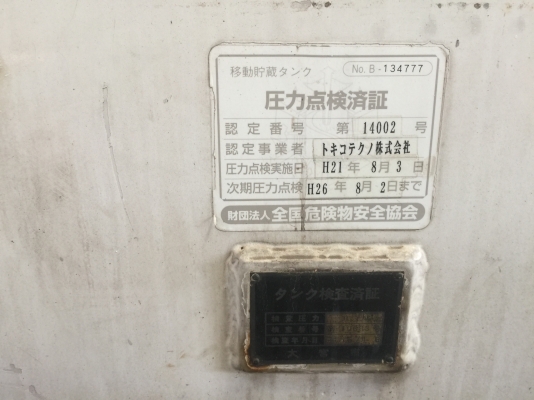 移動貯蔵タンク No. B-134777
圧力点検済証
認定番号 第 14002 号
認定事業者 トキコテクノ株式会社
圧力点検実施日 H21 年 8 月 3 日
次期圧力点検 H26 年 8 月 2 日まで
財団法人 全国危険物安全協会
タンク検査済証